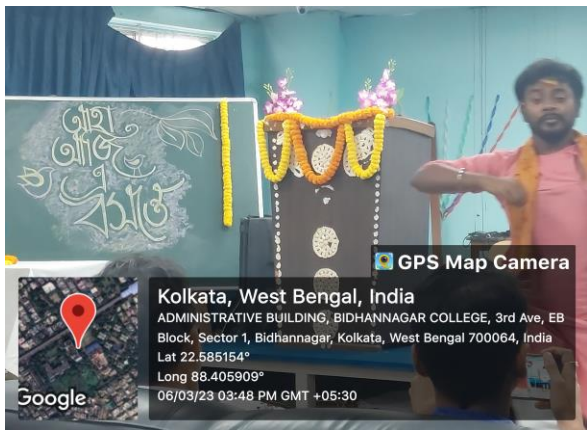 আহা
আজি
এ
বসন্তে
GPS Map Camera
Kolkata, West Bengal, India
ADMINISTRATIVE BUILDING, BIDHANNAGAR COLLEGE, 3rd Ave, EB
Block, Sector 1, Bidhannagar, Kolkata, West Bengal 700064, India
Lat 22.585154°
Long 88.405909°
06/03/23 03:48 PM GMT +05:30
Google